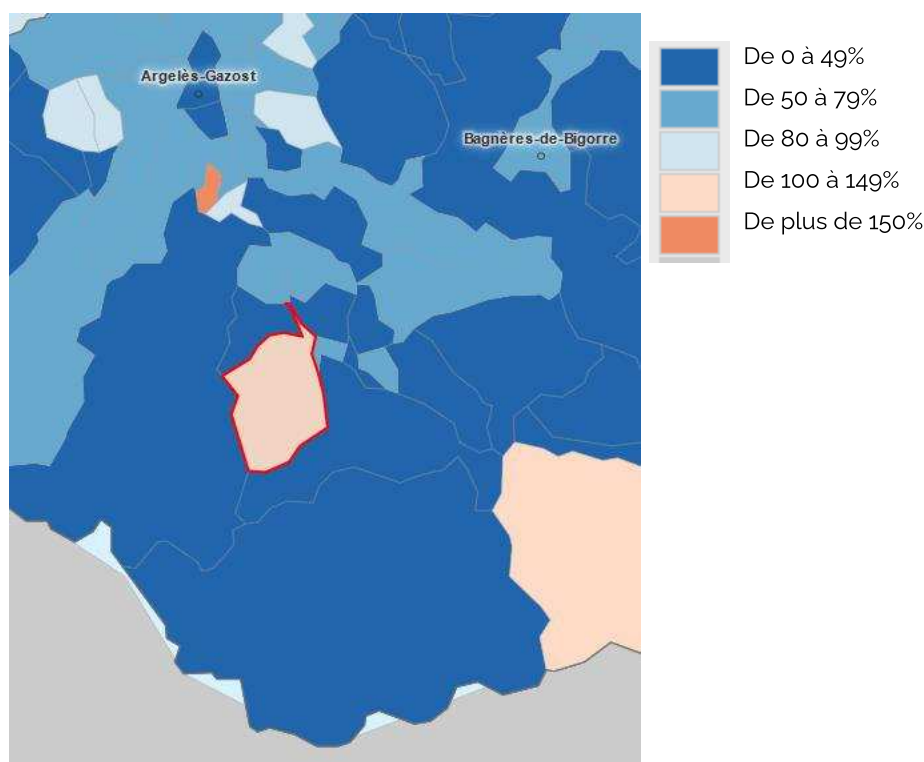 Argelès-Gazost
Bagnères-de-Bigorre
De 0 à 49%
De 50 à 79%
De 80 à 99%
De 100 à 149%
De plus de 150%